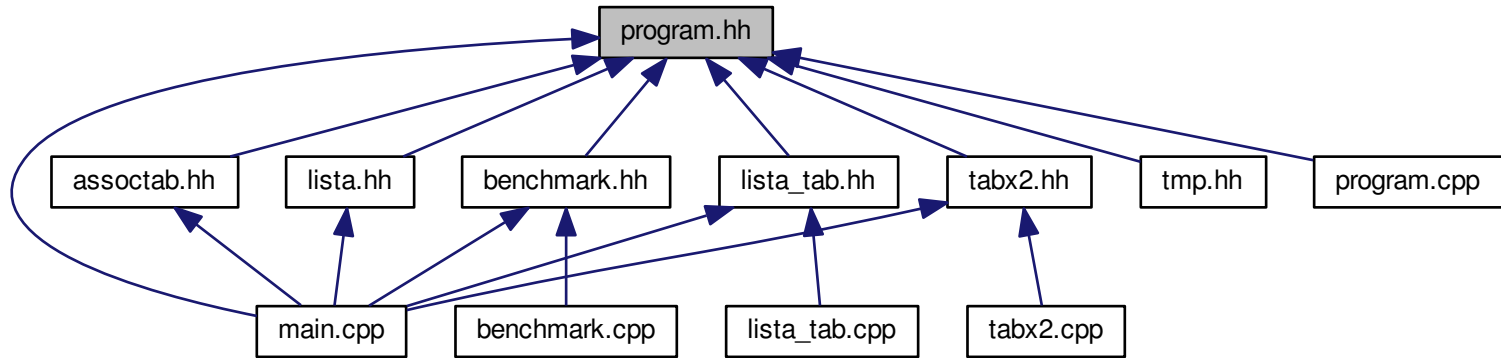 program.hh
assoctab.hh
lista.hh
benchmark.hh
lista_tab.hh
tabx2.hh
tmp.hh
program.cpp
main.cpp
benchmark.cpp
lista_tab.cpp
tabx2.cpp